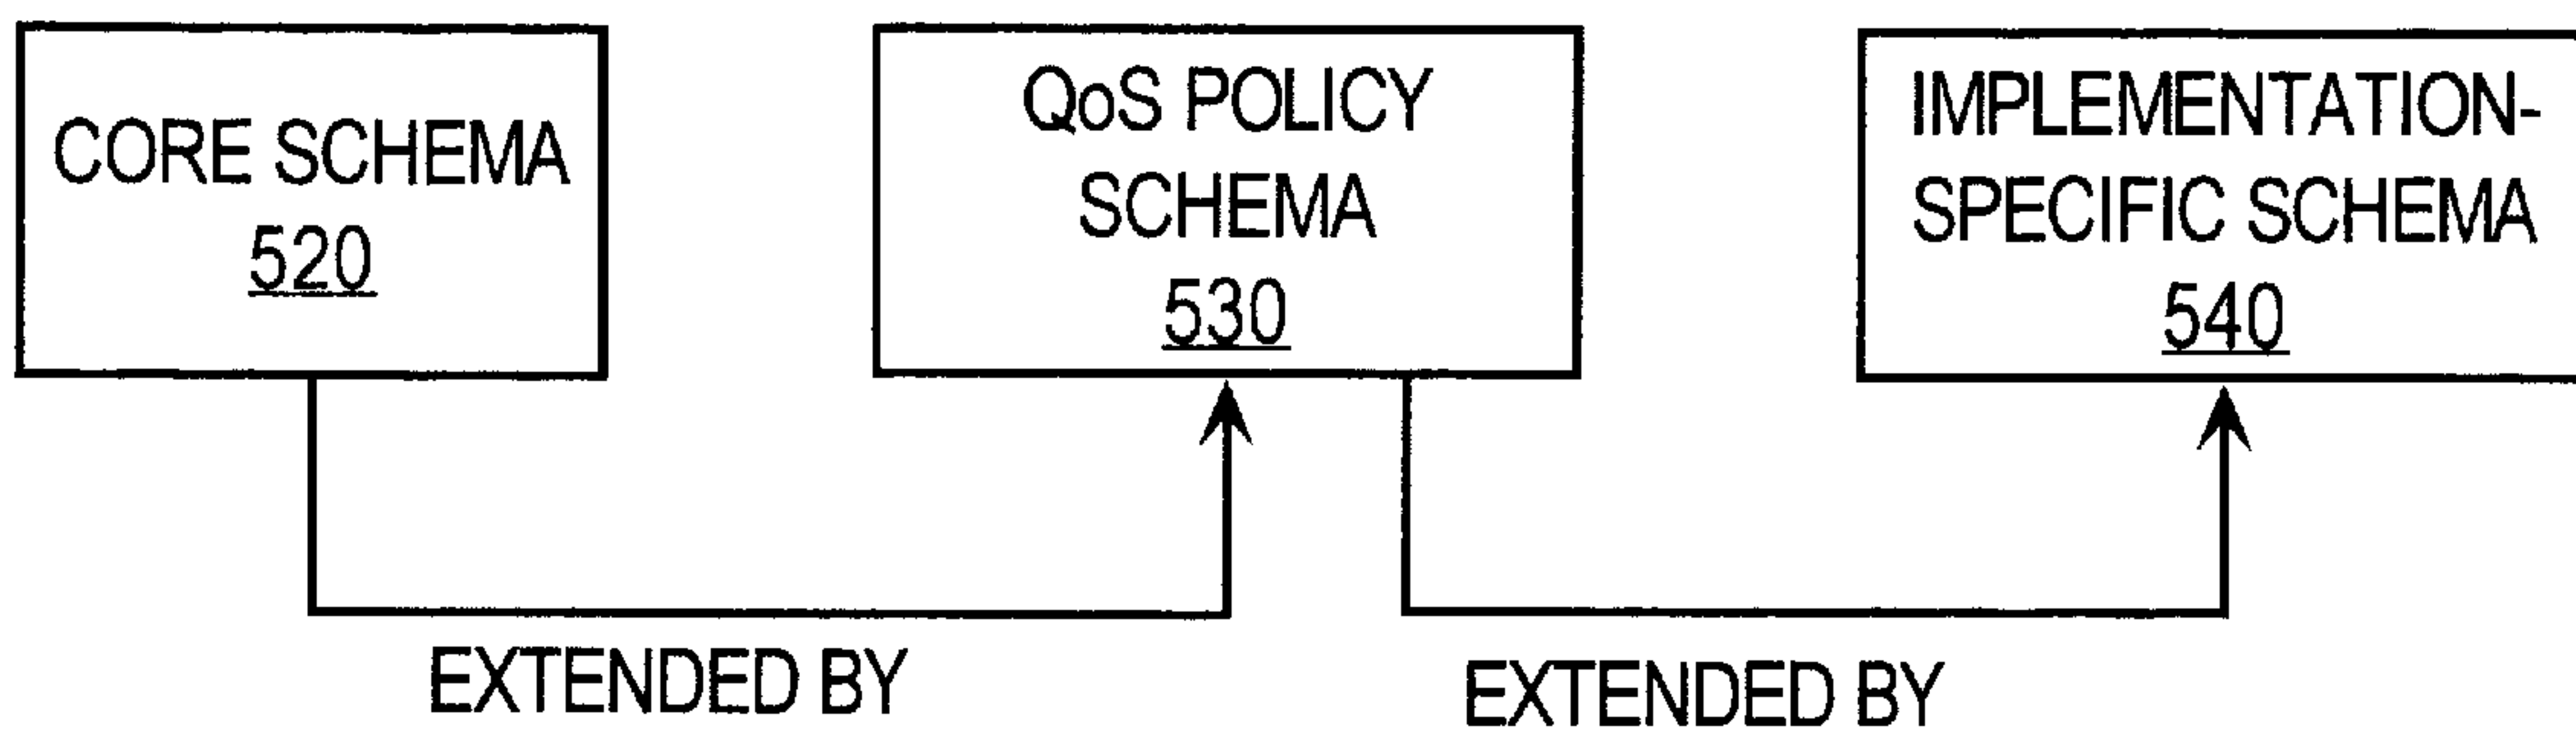 CORE SCHEMA
520
QoS POLICY
SCHEMA
530
IMPLEMENTATION-
SPECIFIC SCHEMA
540
EXTENDED BY
EXTENDED BY